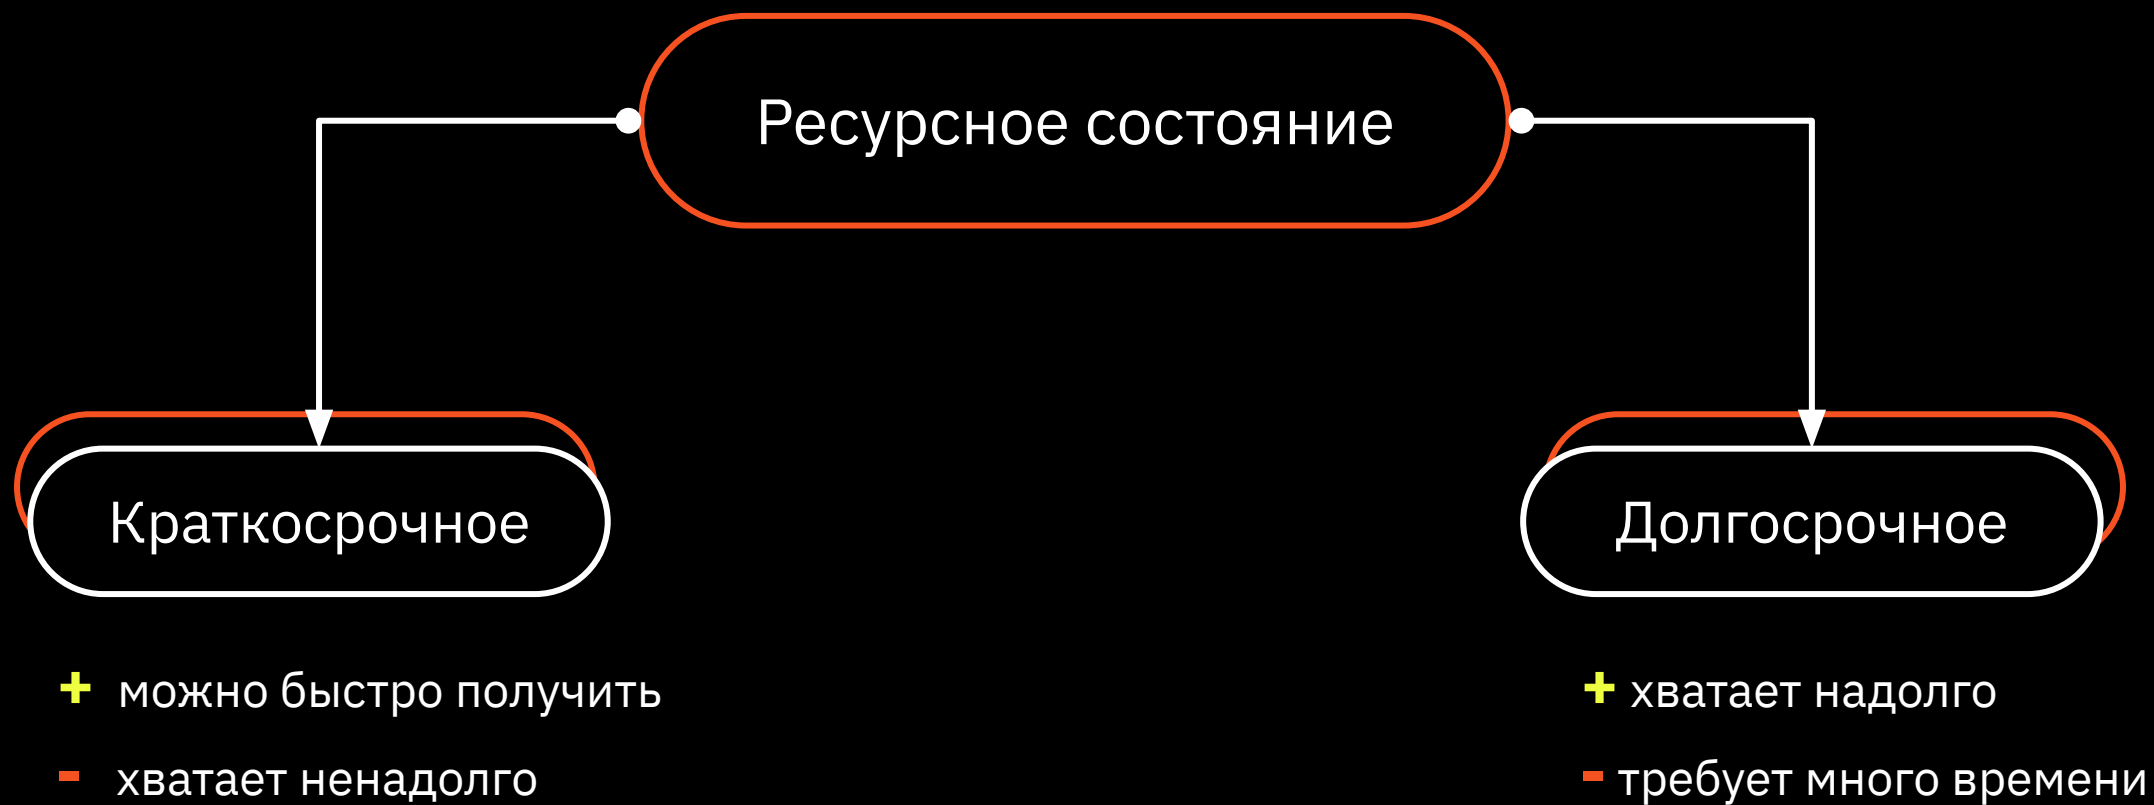 Ресурсное состояние
Краткосрочное
+ можно быстро получить
- хватает ненадолго
Долгосрочное
+ хватает надолго
- требует много времени